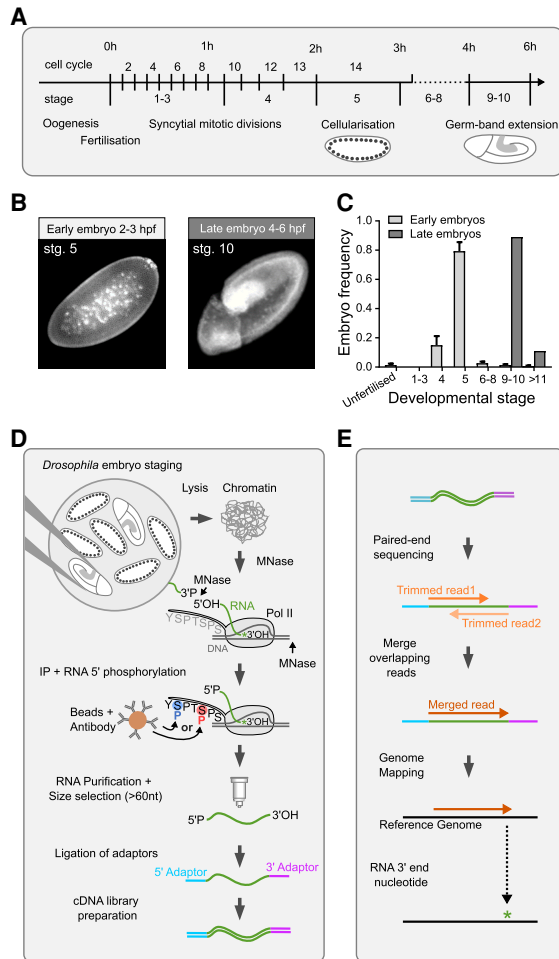 A
0h 1h 2h 3h 4h 6h
cell cycle 2 4 6 8 10 12 13 14
stage 1-3 4 5 6-8 9-10
Oogenesis Syncytial mitotic divisions Cellularisation Germ-band extension
Fertilisation
B
Early embryo 2-3 hpf
stg. 5
Late embryo 4-6 hpf
stg. 10
C
Early embryos
Late embryos
Embryo frequency
1.0
0.8
0.6
0.4
0.2
0.0
Unfertilised 1-3 4 5 6-8 9-10 >11
Developmental stage
D
Drosophila embryo staging
Lysis Chromatin
MNase
3'P MNase
5'OH RNA
Pol II
YSPTSPS
*3'OH
DNA
MNase
IP + RNA 5' phosphorylation
5'P
Beads +
Antibody
YSPTSPS
P or P
*3'OH
RNA Purification +
Size selection (>60nt)
5'P 3'OH
Ligation of adaptors
5' Adaptor 3' Adaptor
cDNA library
preparation
E
Paired-end
sequencing
Trimmed read1
Trimmed read2
Merge
overlapping
reads
Merged read
Genome
Mapping
Reference Genome
RNA 3' end
nucleotide
*